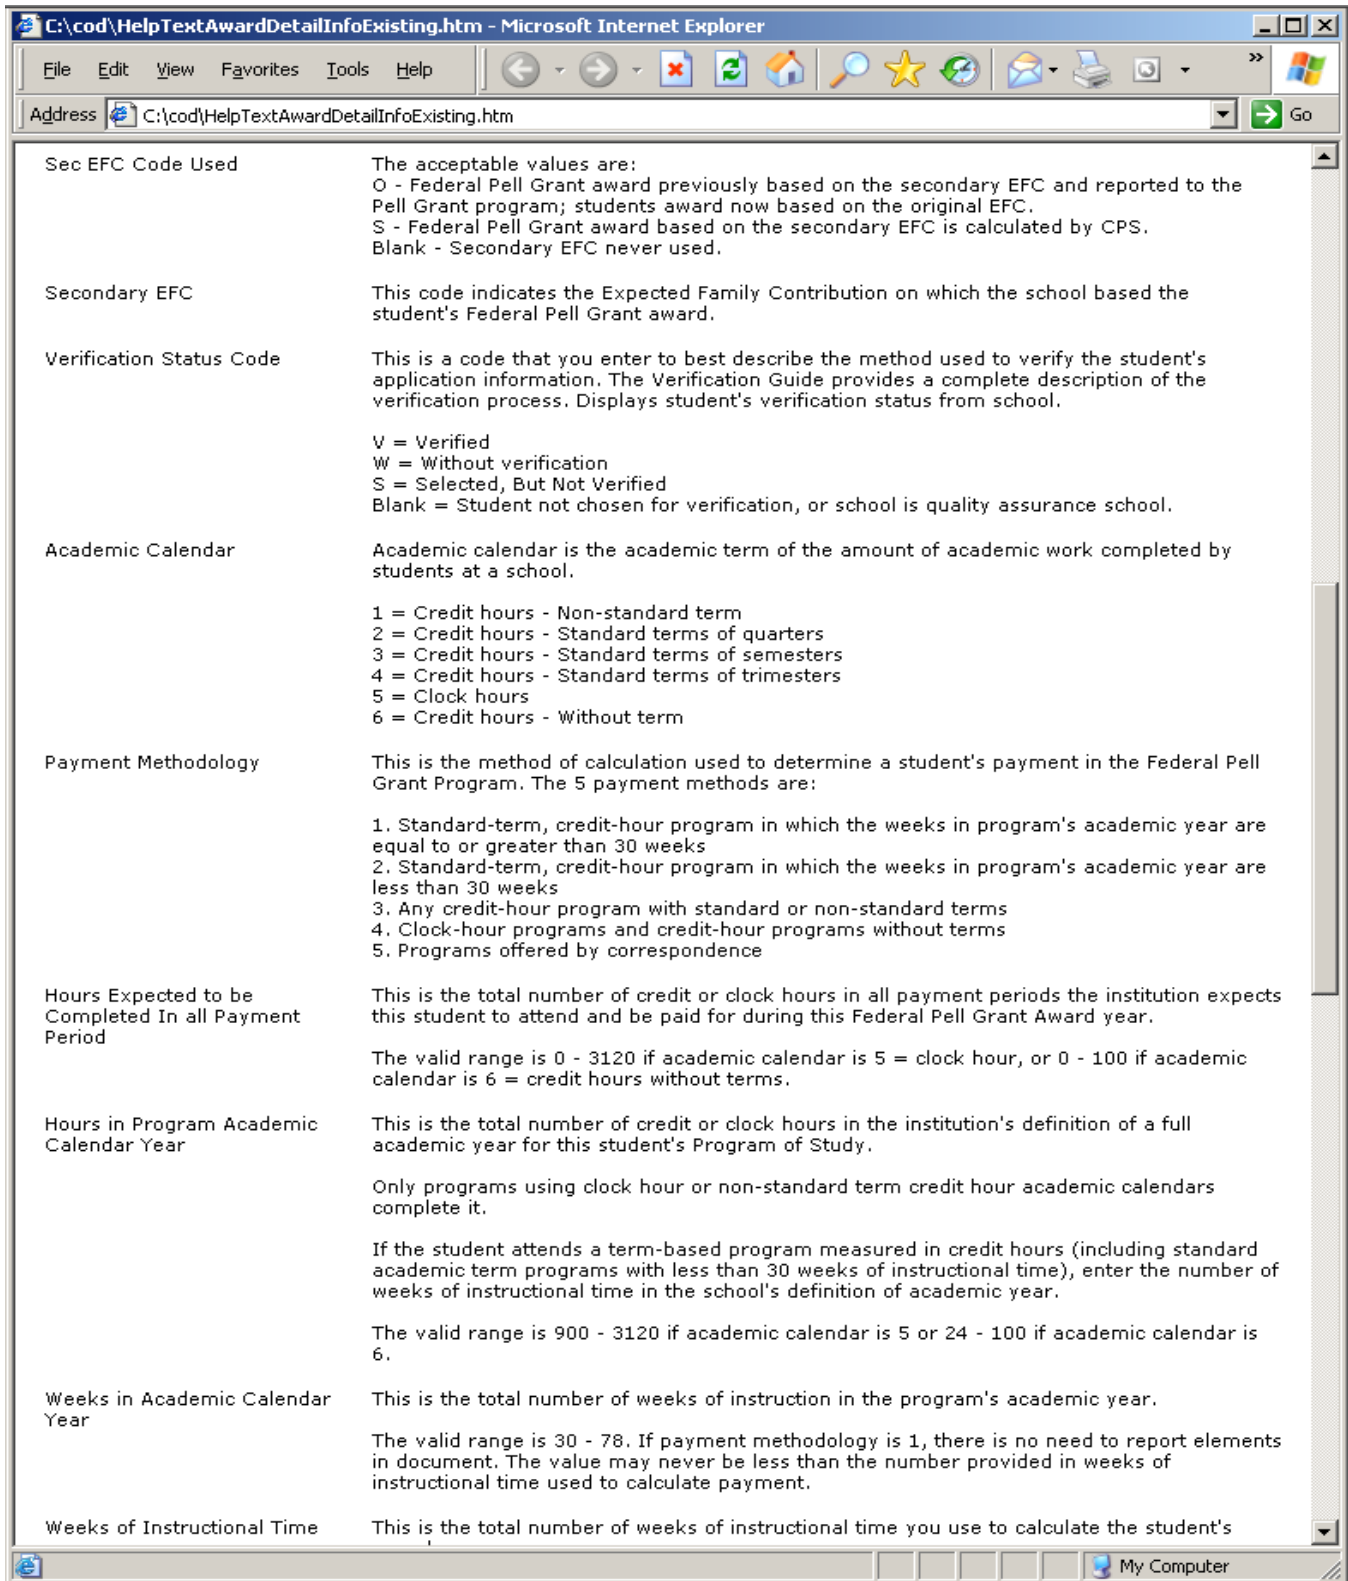 C:\cod\HelpTextAwardDetailInfoExisting.htm - Microsoft Internet Explorer
File Edit View Favorites Tools Help »
Address C:\cod\HelpTextAwardDetailInfoExisting.htm Go
Sec EFC Code Used The acceptable values are:
O - Federal Pell Grant award previously based on the secondary EFC and reported to the
Pell Grant program; students award now based on the original EFC.
S - Federal Pell Grant award based on the secondary EFC is calculated by CPS.
Blank - Secondary EFC never used.
Secondary EFC This code indicates the Expected Family Contribution on which the school based the
student's Federal Pell Grant award.
Verification Status Code This is a code that you enter to best describe the method used to verify the student's
application information. The Verification Guide provides a complete description of the
verification process. Displays student's verification status from school.
V = Verified
W = Without verification
S = Selected, But Not Verified
Blank = Student not chosen for verification, or school is quality assurance school.
Academic Calendar Academic calendar is the academic term of the amount of academic work completed by
students at a school.
1 = Credit hours - Non-standard term
2 = Credit hours - Standard terms of quarters
3 = Credit hours - Standard terms of semesters
4 = Credit hours - Standard terms of trimesters
5 = Clock hours
6 = Credit hours - Without term
Payment Methodology This is the method of calculation used to determine a student's payment in the Federal Pell
Grant Program. The 5 payment methods are:
1. Standard-term, credit-hour program in which the weeks in program's academic year are
equal to or greater than 30 weeks
2. Standard-term, credit-hour program in which the weeks in program's academic year are
less than 30 weeks
3. Any credit-hour program with standard or non-standard terms
4. Clock-hour programs and credit-hour programs without terms
5. Programs offered by correspondence
Hours Expected to be This is the total number of credit or clock hours in all payment periods the institution expects
Completed In all Payment this student to attend and be paid for during this Federal Pell Grant Award year.
Period
The valid range is 0 - 3120 if academic calendar is 5 = clock hour, or 0 - 100 if academic
calendar is 6 = credit hours without terms.
Hours in Program Academic This is the total number of credit or clock hours in the institution's definition of a full
Calendar Year academic year for this student's Program of Study.
Only programs using clock hour or non-standard term credit hour academic calendars
complete it.
If the student attends a term-based program measured in credit hours (including standard
academic term programs with less than 30 weeks of instructional time), enter the number of
weeks of instructional time in the school's definition of academic year.
The valid range is 900 - 3120 if academic calendar is 5 or 24 - 100 if academic calendar is
6.
Weeks in Academic Calendar This is the total number of weeks of instruction in the program's academic year.
Year
The valid range is 30 - 78. If payment methodology is 1, there is no need to report elements
in document. The value may never be less than the number provided in weeks of
instructional time used to calculate payment.
Weeks of Instructional Time This is the total number of weeks of instructional time you use to calculate the student's
My Computer